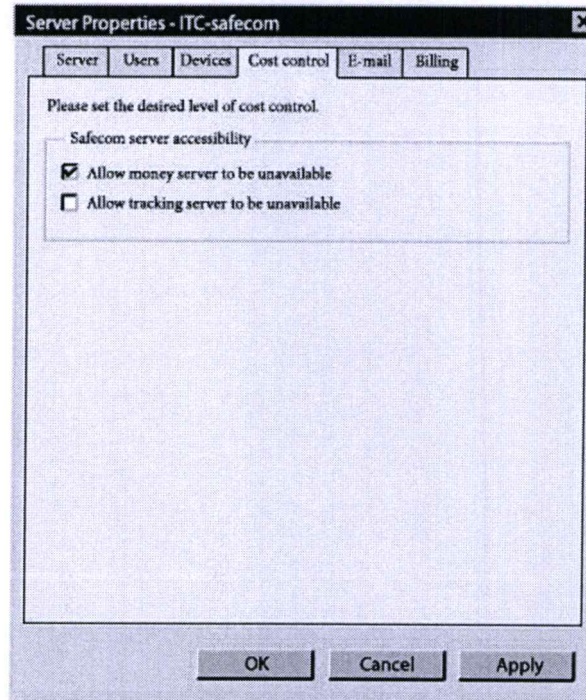 Server Properties - ITC-safecom
Server Users Devices Cost control E-mail Billing
Please set the desired level of cost control.
Safecom server accessibility
Allow money server to be unavailable
Allow tracking server to be unavailable
OK Cancel Apply